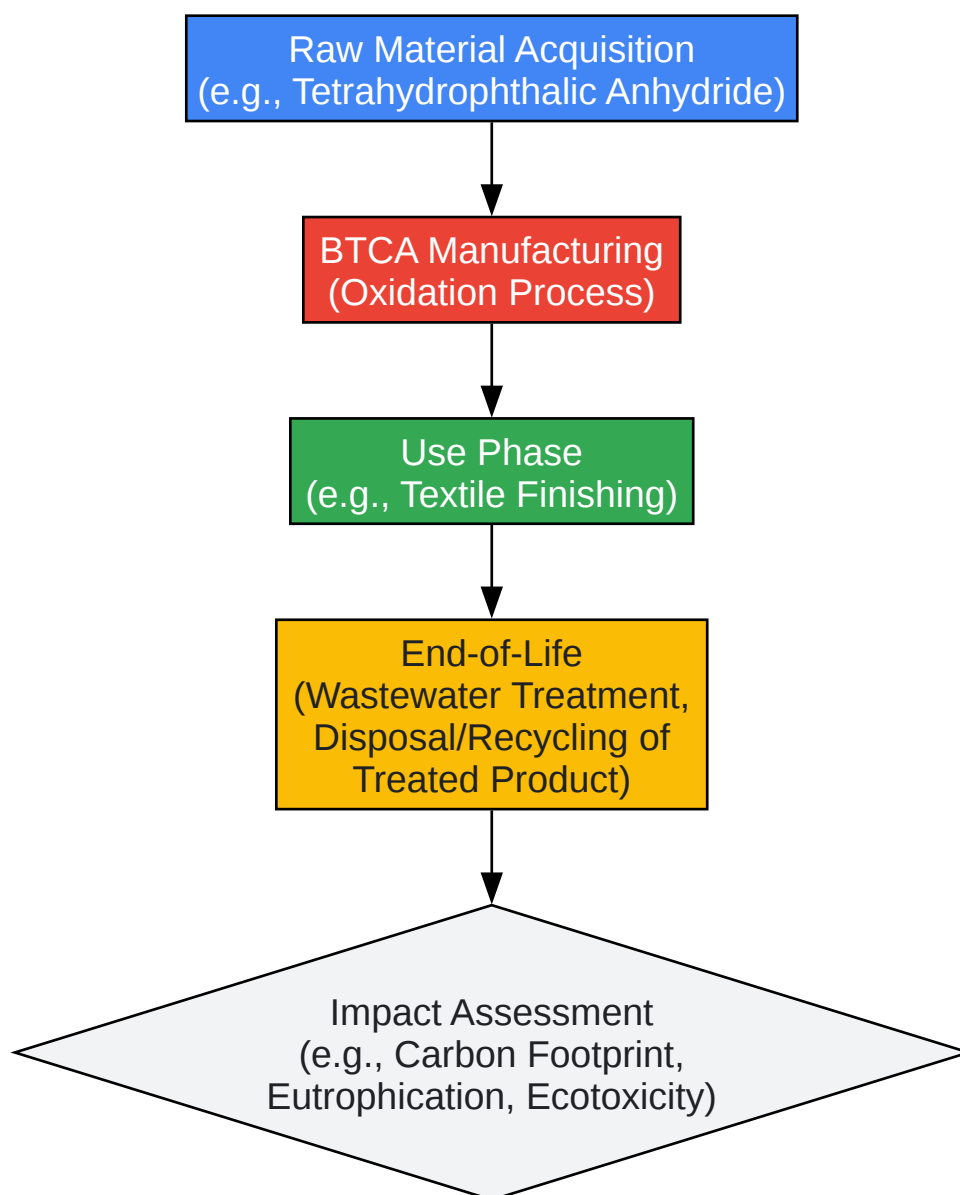 Raw Material Acquisition
(e.g., Tetrahydrophthalic Anhydride)
BTCA Manufacturing
(Oxidation Process)
Use Phase
(e.g., Textile Finishing)
End-of-Life
(Wastewater Treatment,
Disposal/Recycling of
Treated Product)
Impact Assessment
(e.g., Carbon Footprint,
Eutrophication, Ecotoxicity)